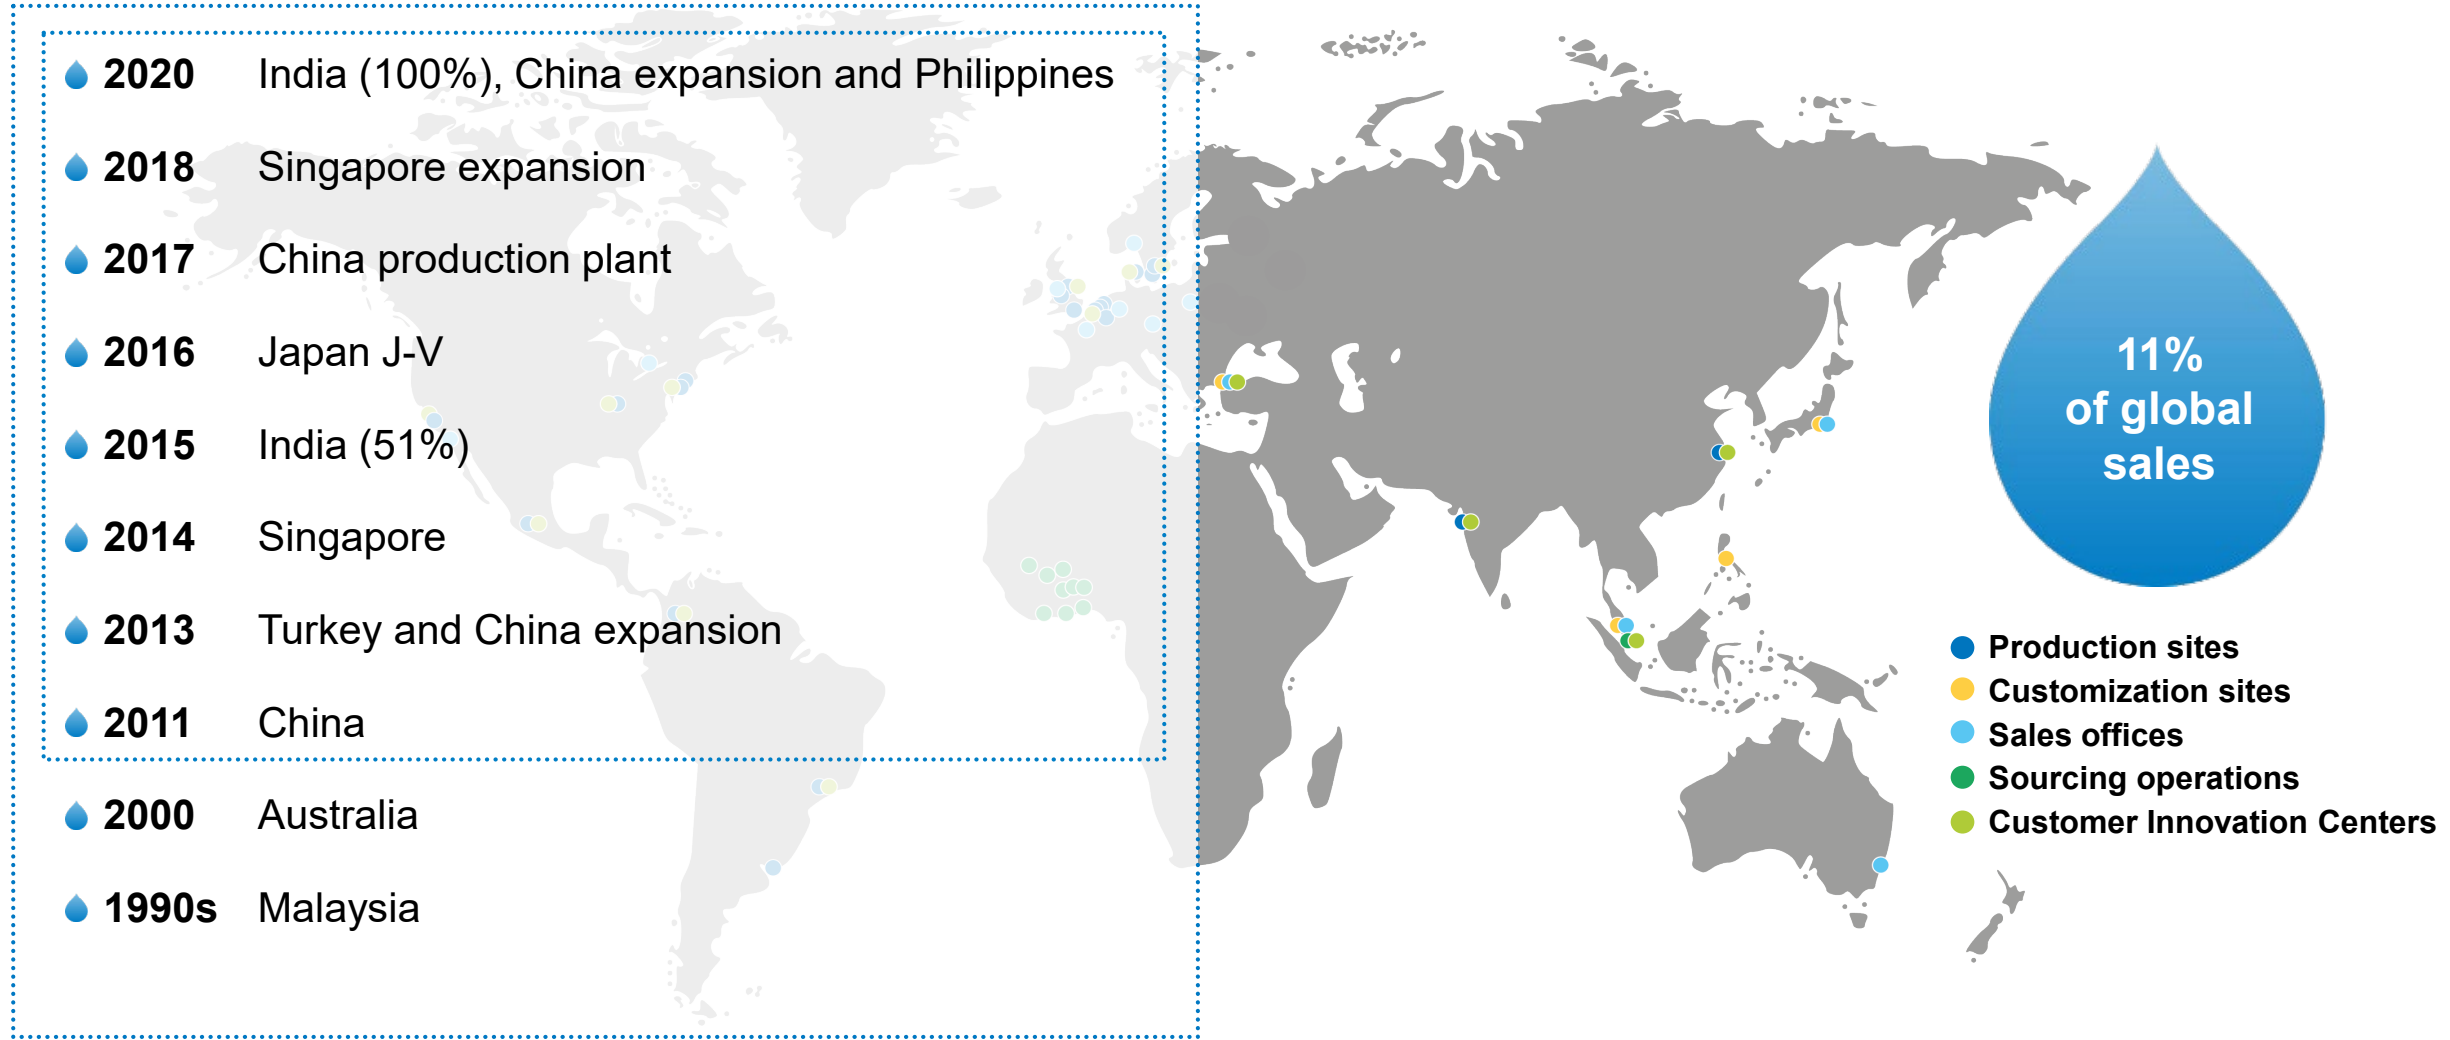 2020 India (100%), China expansion and Philippines
2018 Singapore expansion
2017 China production plant
2016 Japan J-V
2015 India (51%)
2014 Singapore
2013 Turkey and China expansion
2011 China
2000 Australia
1990s Malaysia
11%
of global
sales
Production sites
Customization sites
Sales offices
Sourcing operations
Customer Innovation Centers